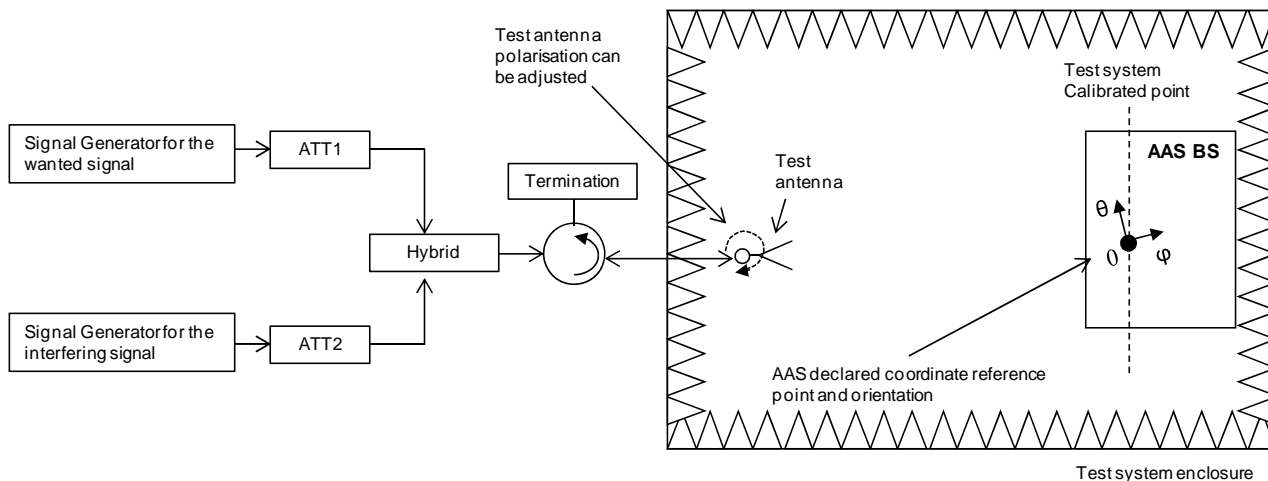 Test antenna
polarisation can
be adjusted
Test system
Calibrated point
Signal Generator for the
wanted signal
ATT1
AAS BS
Termination
Test
antenna
θ
Hybrid
0
φ
Signal Generator for the
interfering signal
ATT2
AAS declared coordinate reference
point and orientation
Test system enclosure